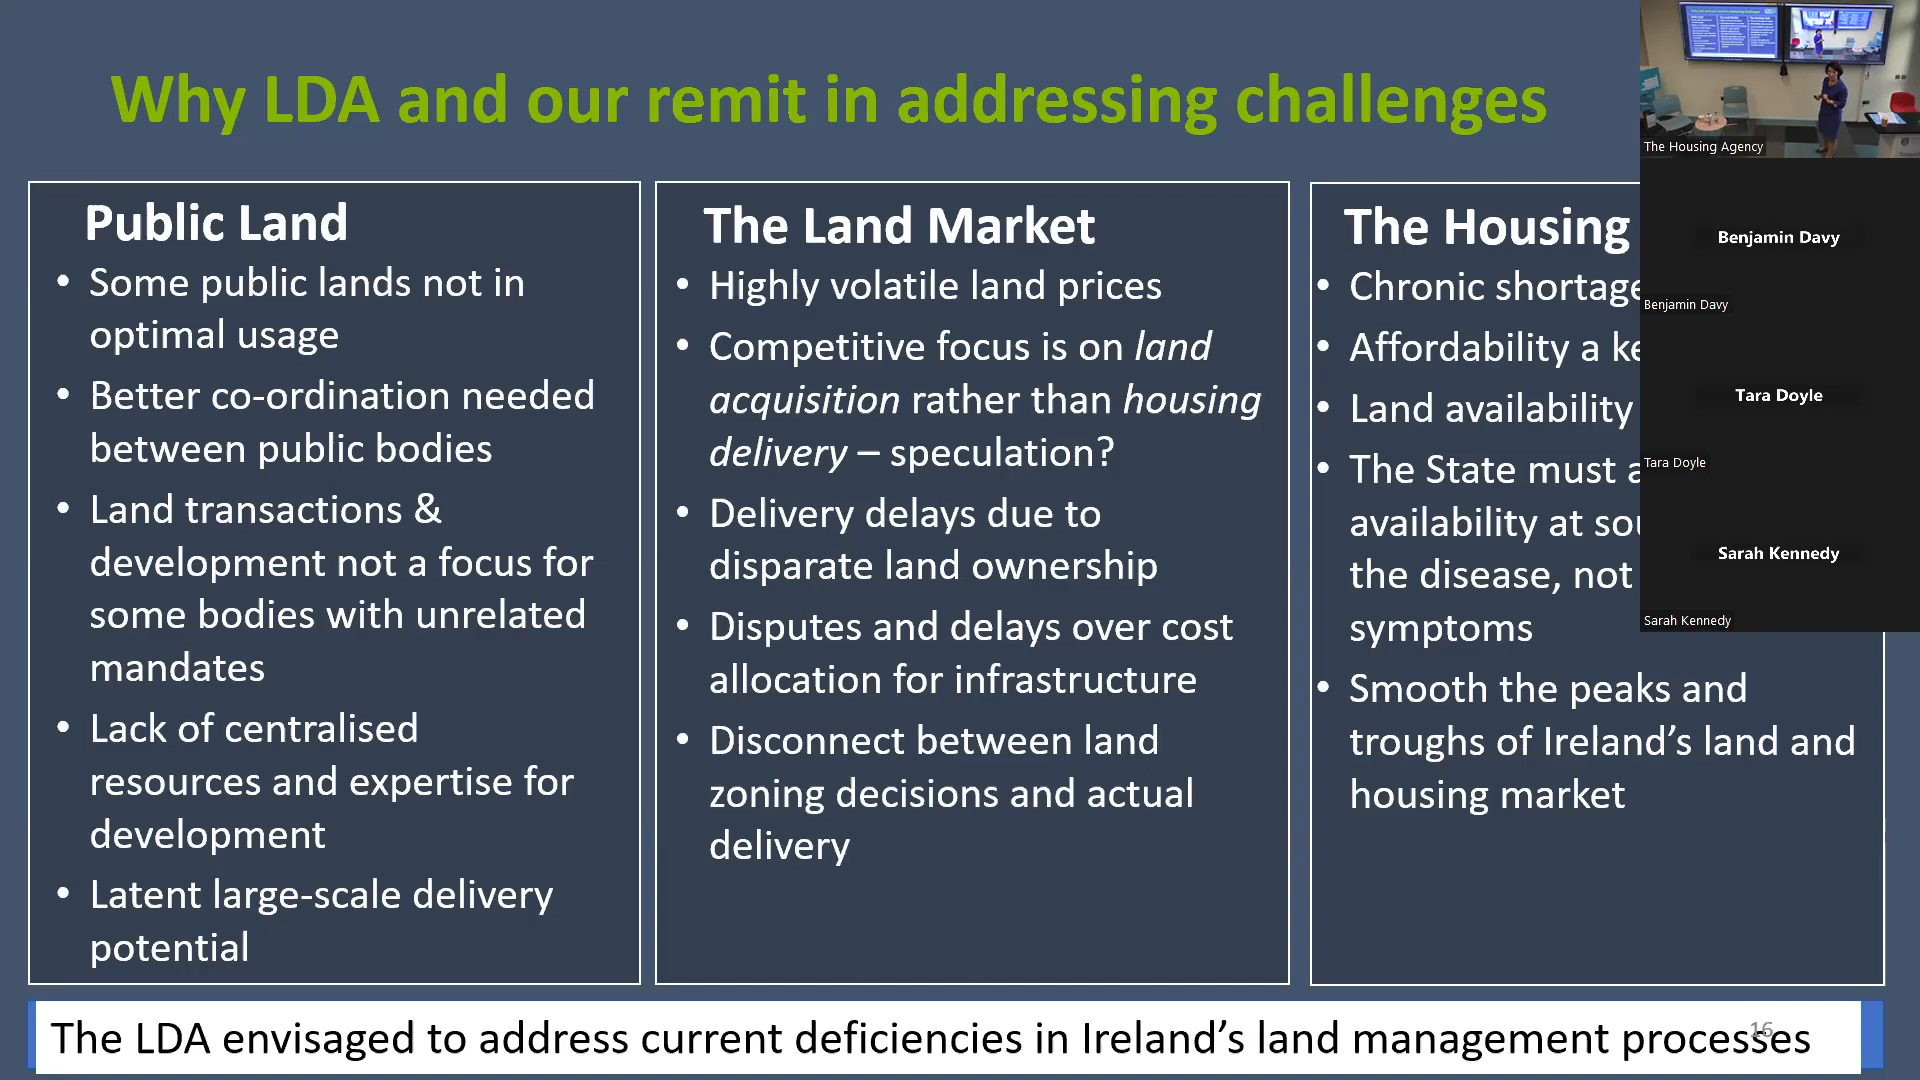 Why LDA and our remit in addressing challenges
Public Land
• Some public lands not in
optimal usage
• Better co-ordination needed
between public bodies
• Land transactions &
development not a focus for
some bodies with unrelated
mandates
• Lack of centralised
resources and expertise for
development
• Latent large-scale delivery
potential
The Land Market
• Highly volatile land prices
• Competitive focus is on land
acquisition rather than housing
delivery – speculation?
• Delivery delays due to
disparate land ownership
• Disputes and delays over cost
allocation for infrastructure
• Disconnect between land
zoning decisions and actual
delivery
The Housing
• Chronic shortage
• Affordability a
• Land availability
• The State must
availability at
the disease, not
symptoms
• Smooth the peaks and
troughs of Ireland’s land and
housing market
The LDA envisaged to address current deficiencies in Ireland’s land management processes
16
The Housing Agency
Benjamin Davy
Benjamin Davy
Tara Doyle
Tara Doyle
Sarah Kennedy
Sarah Kennedy